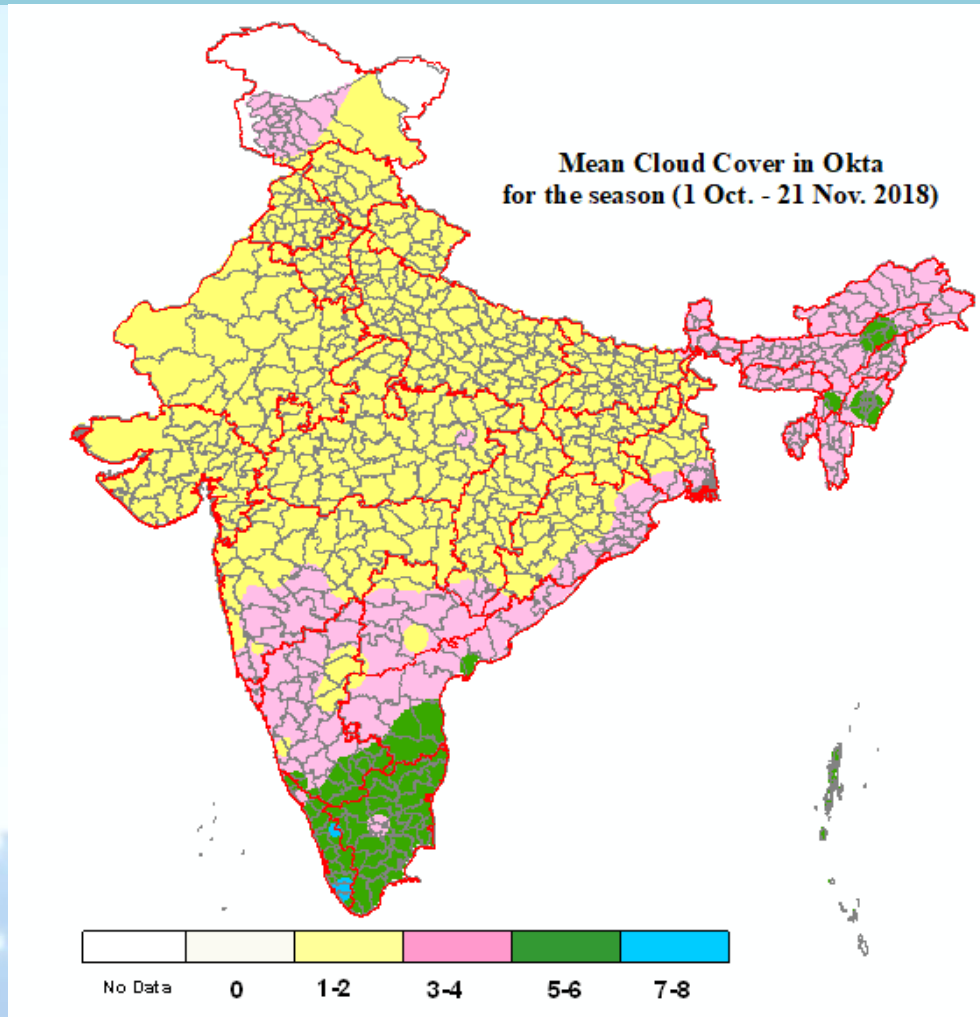 Mean Cloud Cover in Okta
for the season (1 Oct. - 21 Nov. 2018)
No Data 0 1-2 3-4 5-6 7-8